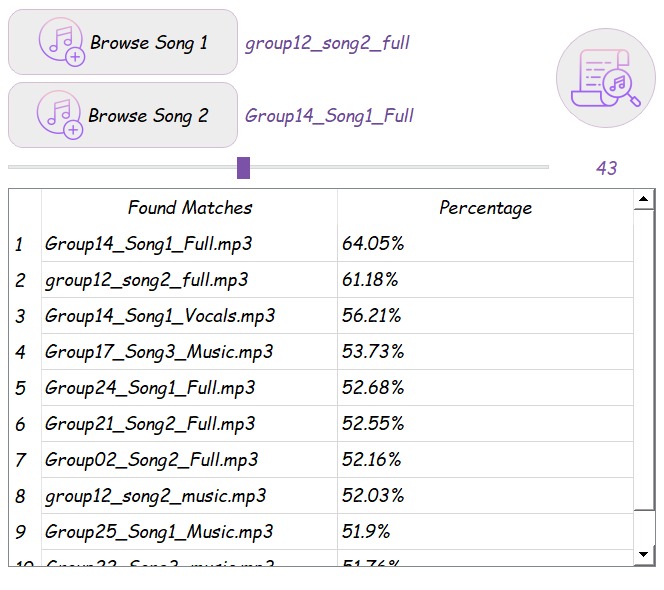 Browse Song 1 group12_song2_full
Browse Song 2 Group14_Song1_Full
43
Found Matches Percentage
1 Group14_Song1_Full.mp3 64.05%
2 group12_song2_full.mp3 61.18%
3 Group14_Song1_Vocals.mp3 56.21%
4 Group17_Song3_Music.mp3 53.73%
5 Group24_Song1_Full.mp3 52.68%
6 Group21_Song2_Full.mp3 52.55%
7 Group02_Song2_Full.mp3 52.16%
8 group12_song2_music.mp3 52.03%
9 Group25_Song1_Music.mp3 51.9%
10 51.76%